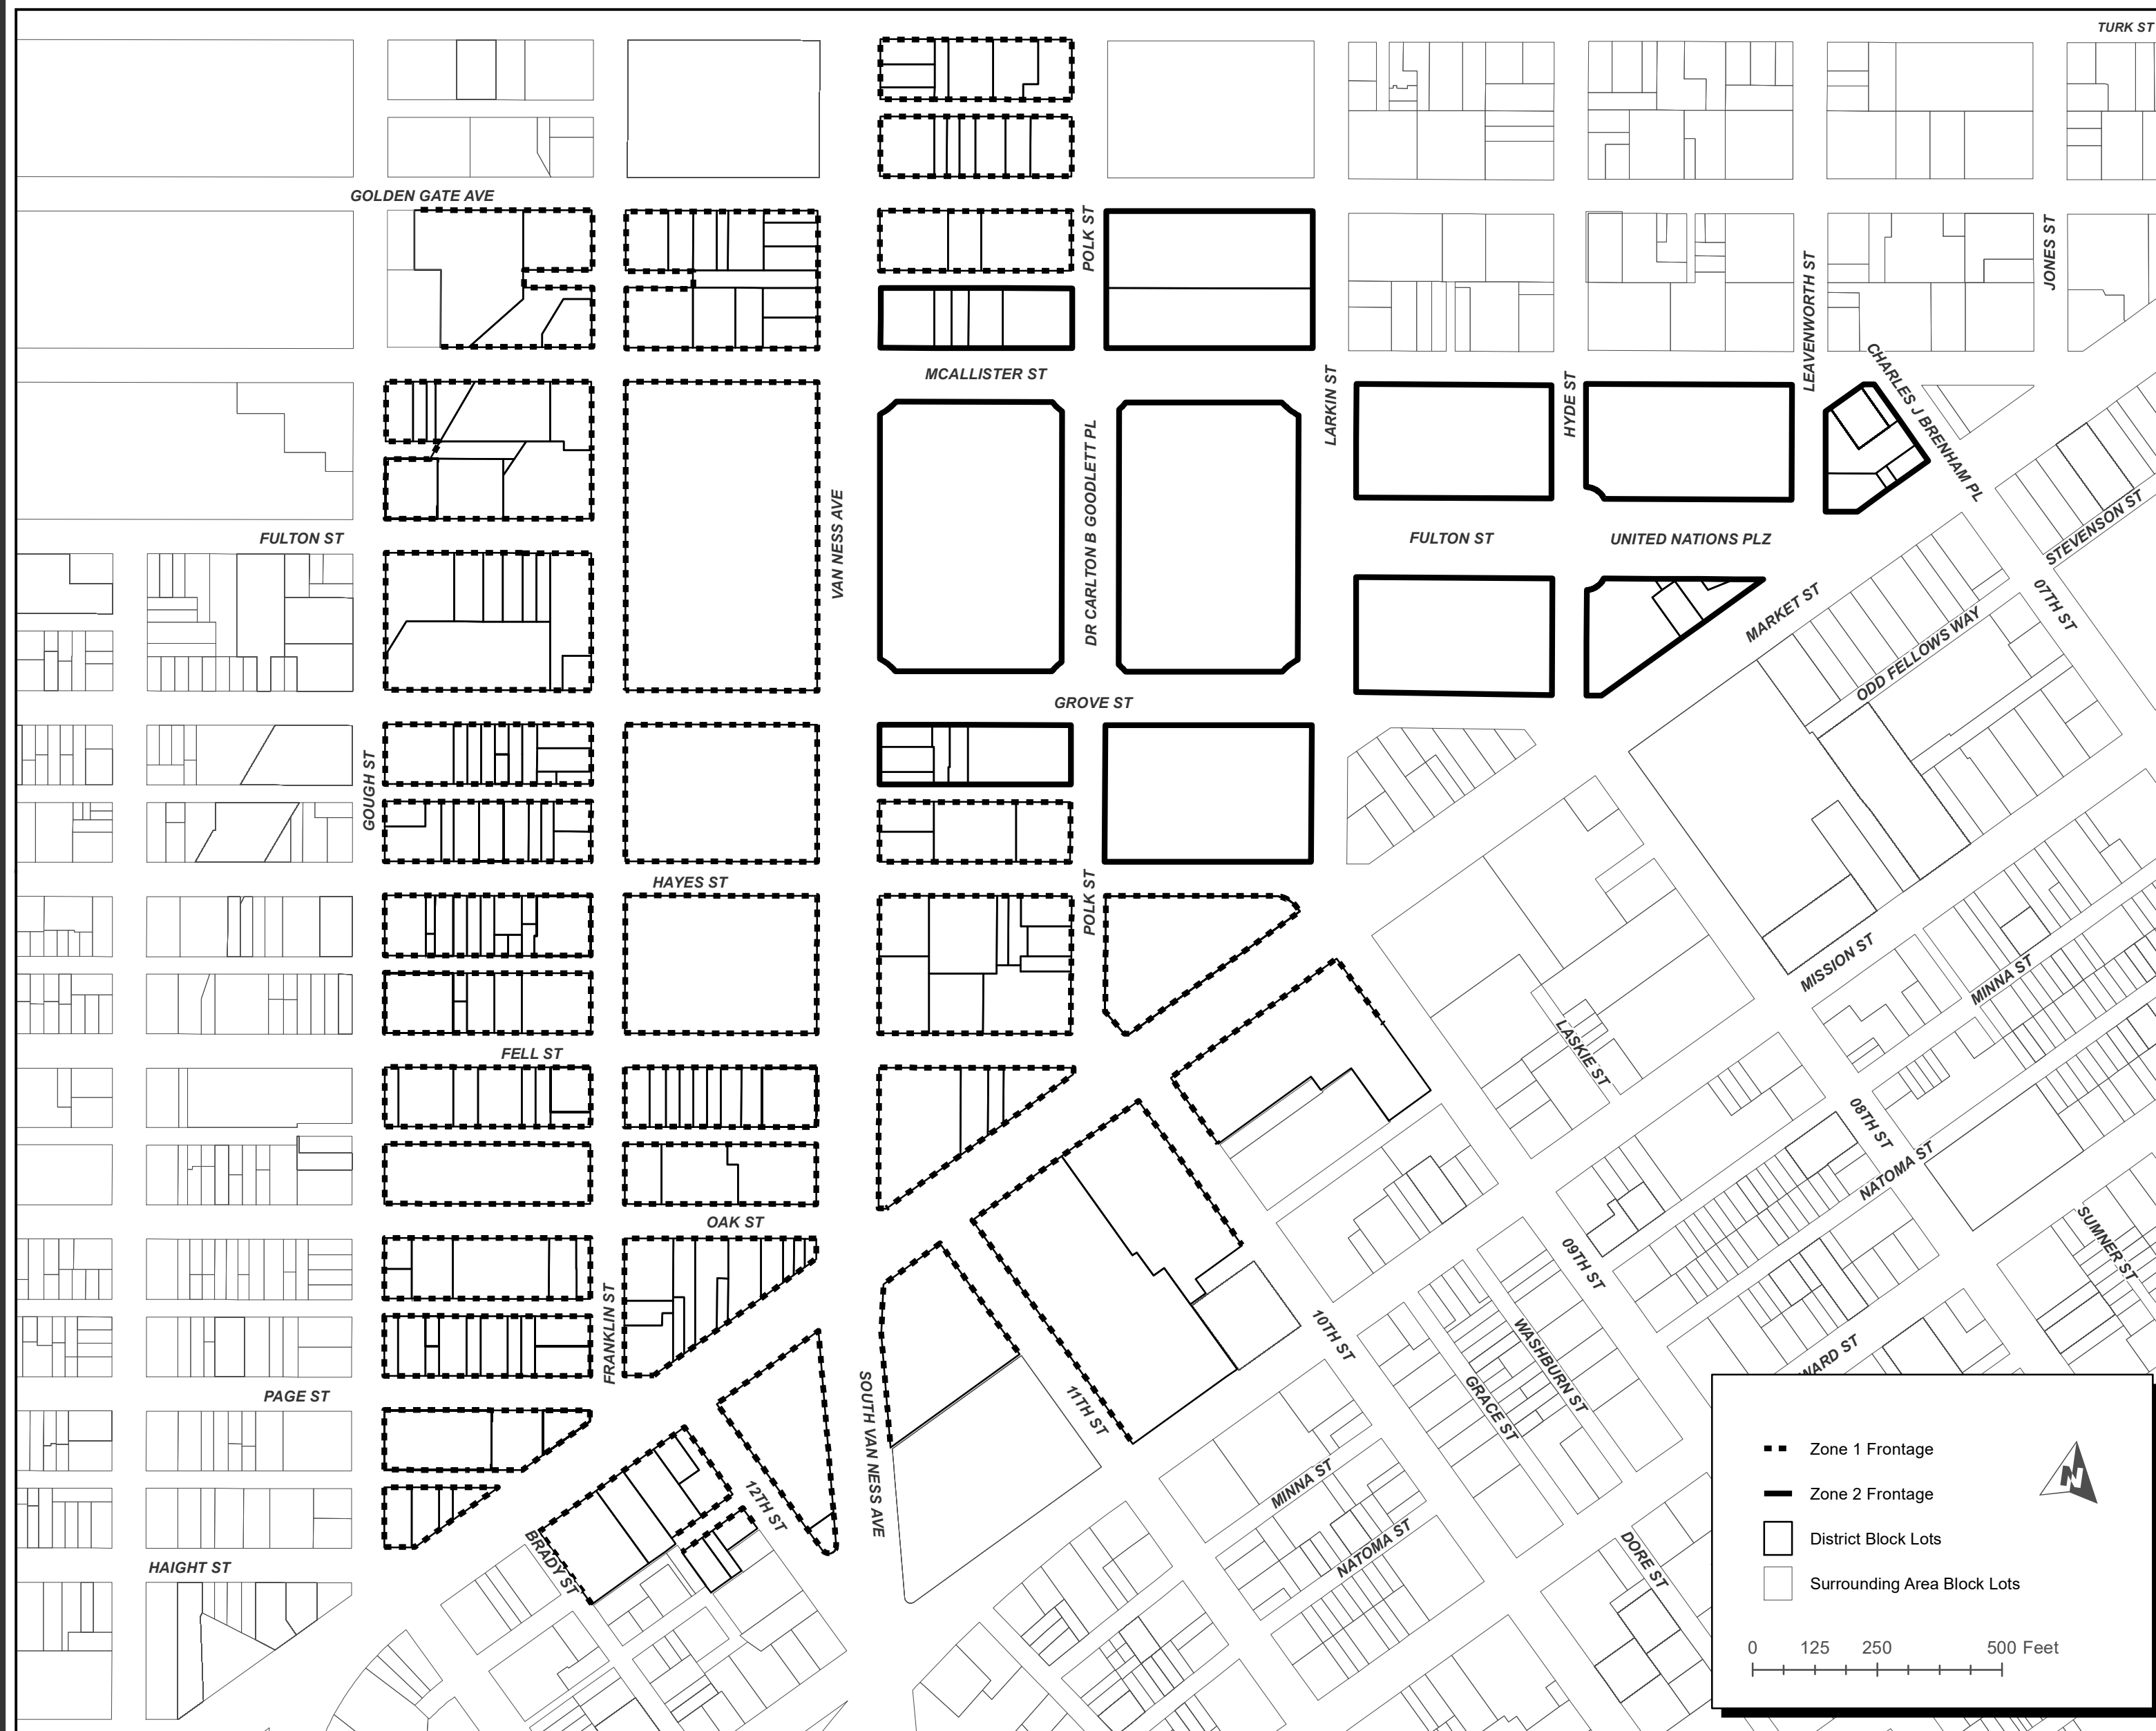 TURK ST
GOLDEN GATE AVE
POLK ST
JONES ST
LEAVENWORTH ST
MCALLISTER ST
CHARLES J BRENHAM PL
LARKIN ST
HYDE ST
DR CARLTON B GOODLETT PL
VAN NESS AVE
FULTON ST
FULTON ST
UNITED NATIONS PLZ
STEVENSON ST
07TH ST
MARKET ST
ODD FELLOWS WAY
GROVE ST
GOUGH ST
HAYES ST
POLK ST
MISSION ST
MINNA ST
FELL ST
LASKIE ST
08TH ST
NATOMA ST
OAK ST
SUMNER ST
09TH ST
FRANKLIN ST
10TH ST
WASHBURN ST
WARD ST
GRACE ST
PAGE ST
SOUTH VAN NESS AVE
11TH ST
12TH ST
MINNA ST
NATOMA ST
BRADY ST
DORE ST
HAIGHT ST
Zone 1 Frontage
N
Zone 2 Frontage
District Block Lots
Surrounding Area Block Lots
0 125 250 500 Feet